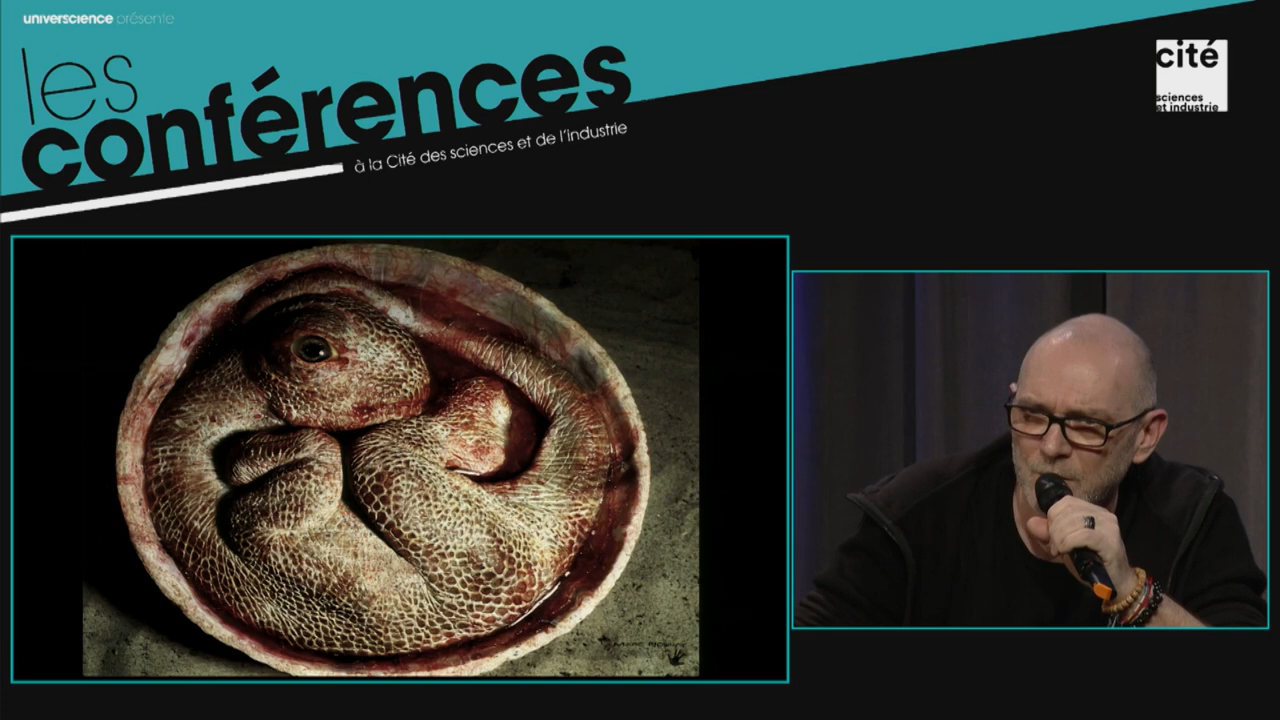 universcience présente
les
conférences
à la Cité des sciences et de l'industrie
cité
sciences
et industrie